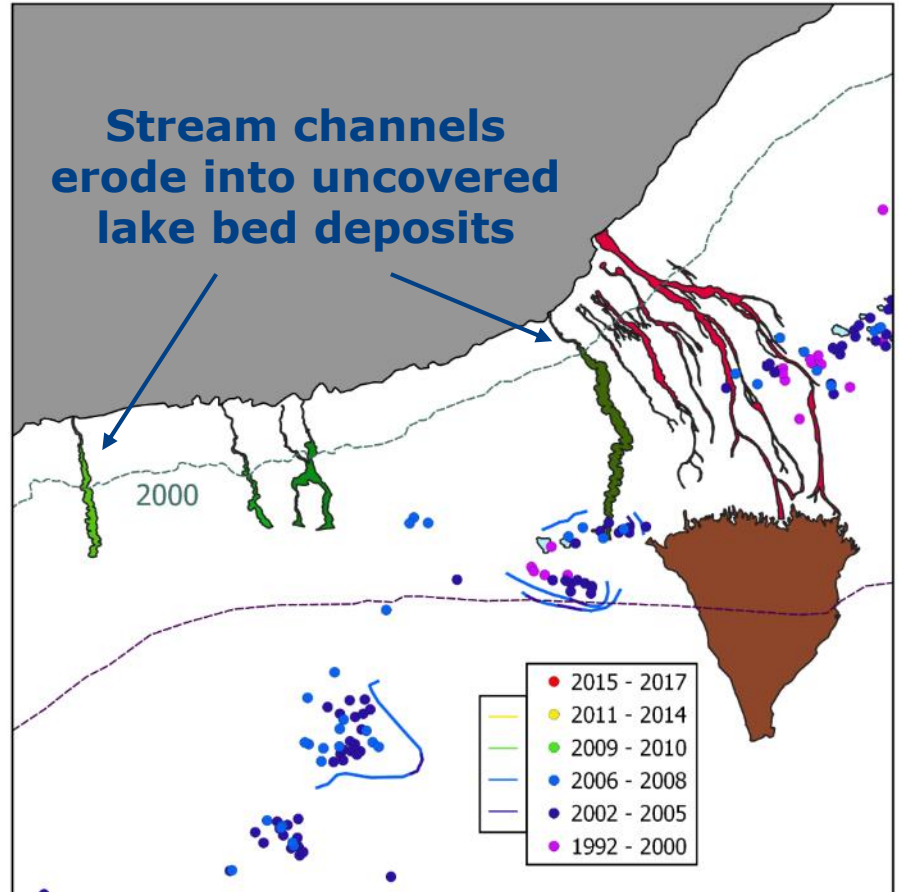 Stream channels
erode into uncovered
lake bed deposits
2000
2015 - 2017
2011 - 2014
2009 - 2010
2006 - 2008
2002 - 2005
1992 - 2000